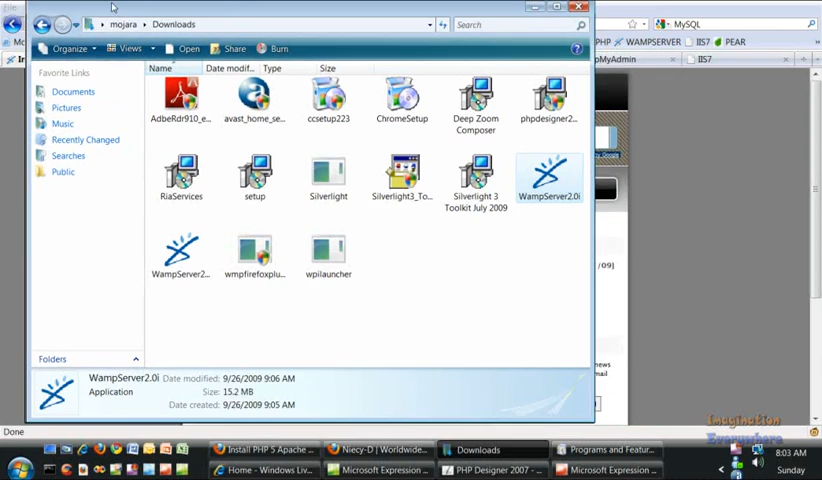 File
mojara
Downloads
Search
MySQL
Organize
Views
Open
Share
Burn
PHP
WAMPSERVER
IIS7
PEAR
pMyAdmin
IIS7
Favorite Links
Name
Date modif...
Type
Size
Documents
Pictures
Music
Recently Changed
Searches
Public
AdbeRdr910_e...
avast_home_se...
ccsetup223
ChromeSetup
Deep Zoom
Composer
phpdesigner2...
RiaServices
setup
Silverlight
Silverlight3_To...
Silverlight 3
Toolkit July 2009
WampServer2.0i
WampServer2...
wmpfirefoxplu...
wpilauncher
/09|
news
mail
Folders
WampServer2.0i
Date modified: 9/26/2009 9:06 AM
Application
Size: 15.2 MB
Date created: 9/26/2009 9:05 AM
Done
Imagination
Everywhere
Install PHP 5 Apache ...
Niecy-D | Worldwide...
Downloads
Programs and Featur...
8:03 AM
Home - Windows Liv...
Microsoft Expression ...
PHP Designer 2007 - ...
Microsoft Expression ...
Sunday